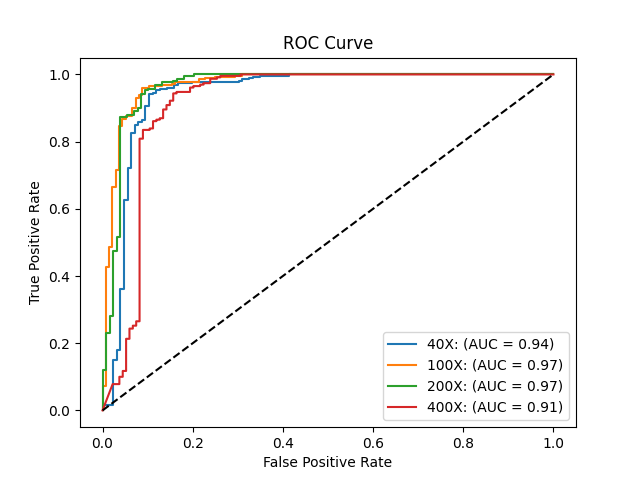 ROC Curve
True Positive Rate
1.0
0.8
0.6
0.4
0.2
0.0
40X: (AUC = 0.94)
100X: (AUC = 0.97)
200X: (AUC = 0.97)
400X: (AUC = 0.91)
0.0 0.2 0.4 0.6 0.8 1.0
False Positive Rate